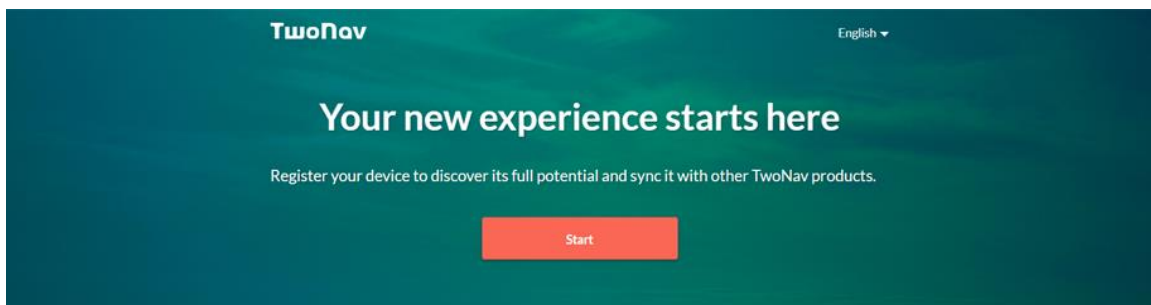 TwoNav
English
Your new experience starts here
Register your device to discover its full potential and sync it with other TwoNav products.
Start